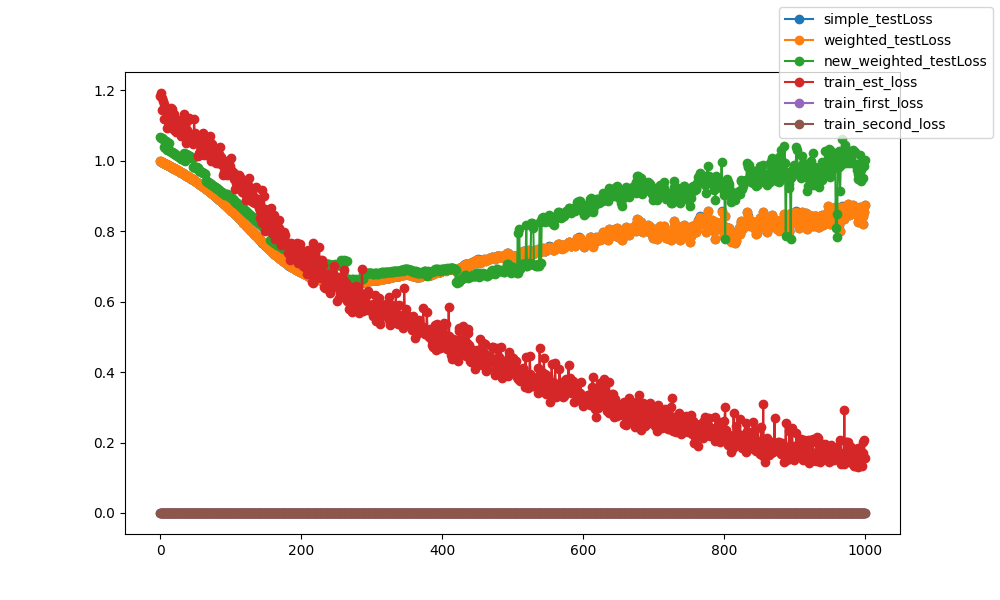 simple_testLoss
weighted_testLoss
new_weighted_testLoss
train_est_loss
train_first_loss
train_second_loss
1.2
1.0
0.8
0.6
0.4
0.2
0.0
0 200 400 600 800 1000